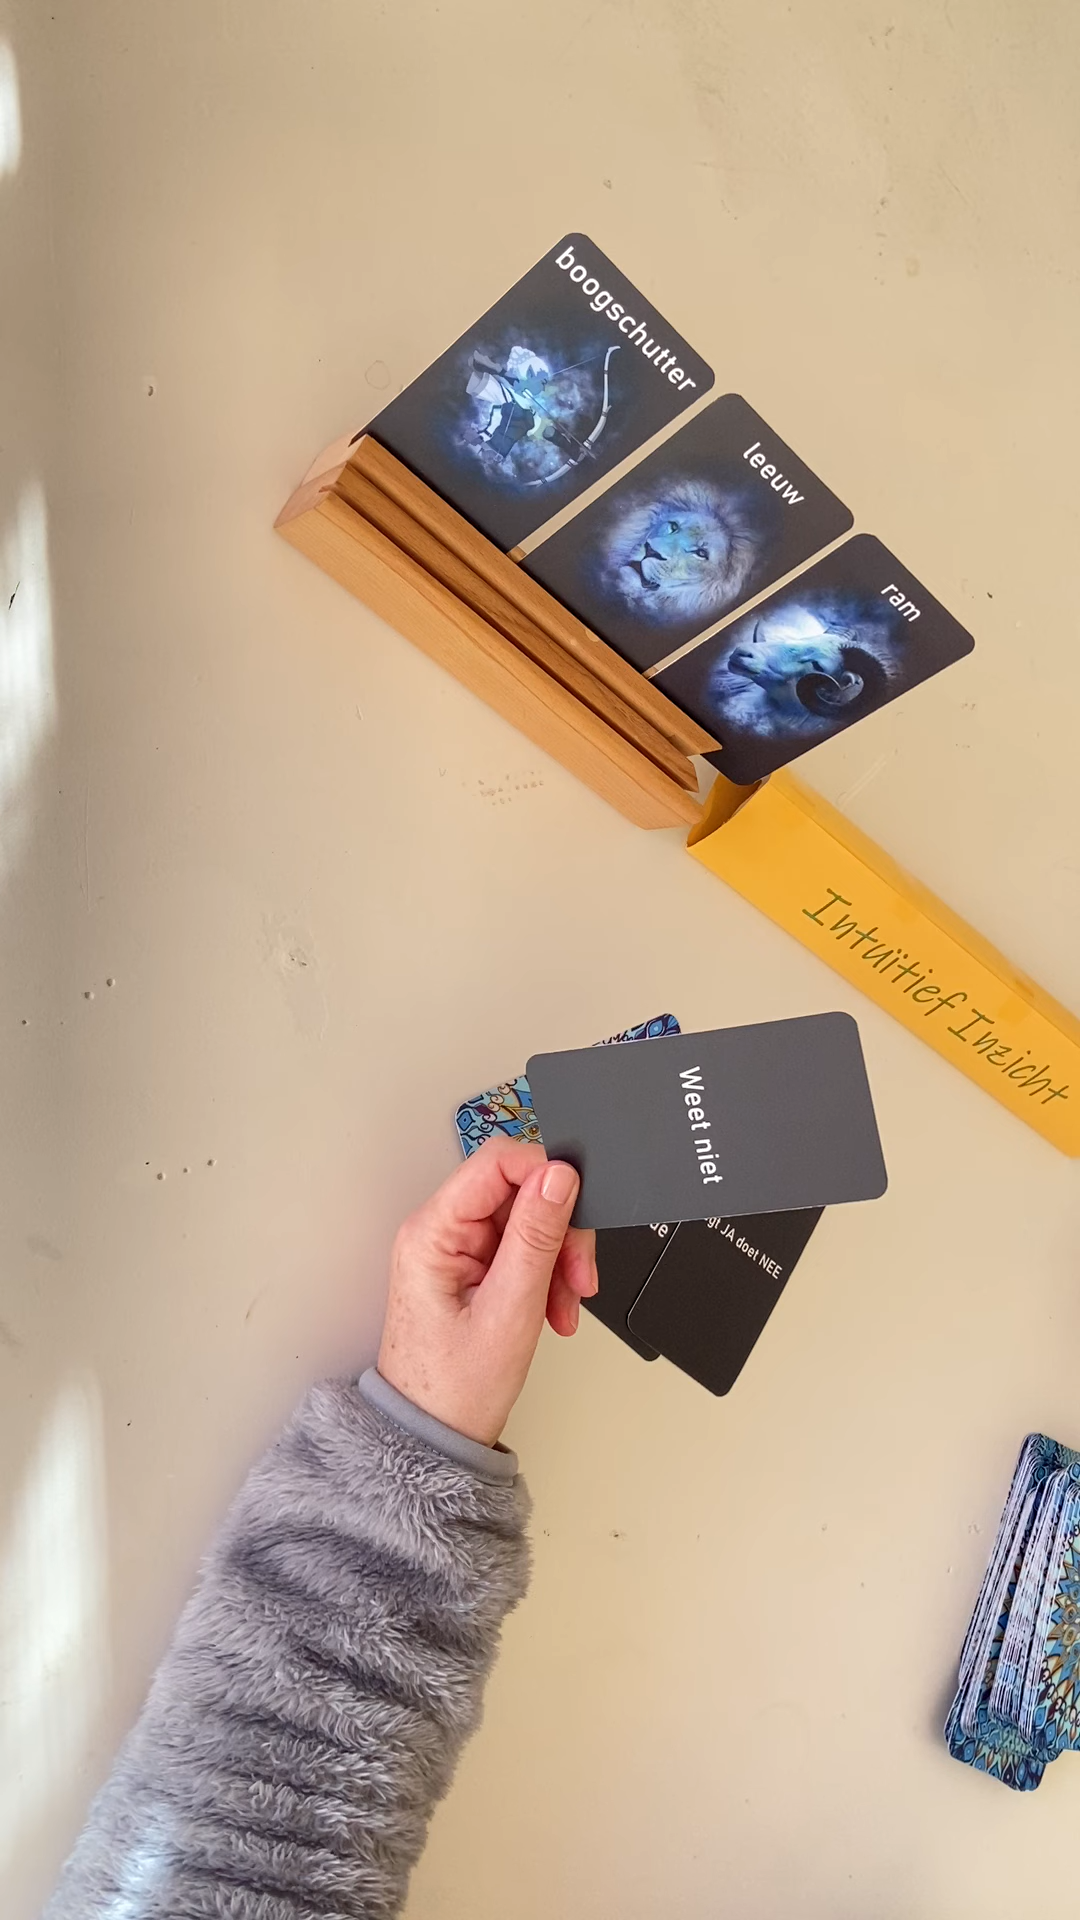 boogschutter
leeuw
ram
Intuïtief Inzicht
Weet niet
JA doet NEE